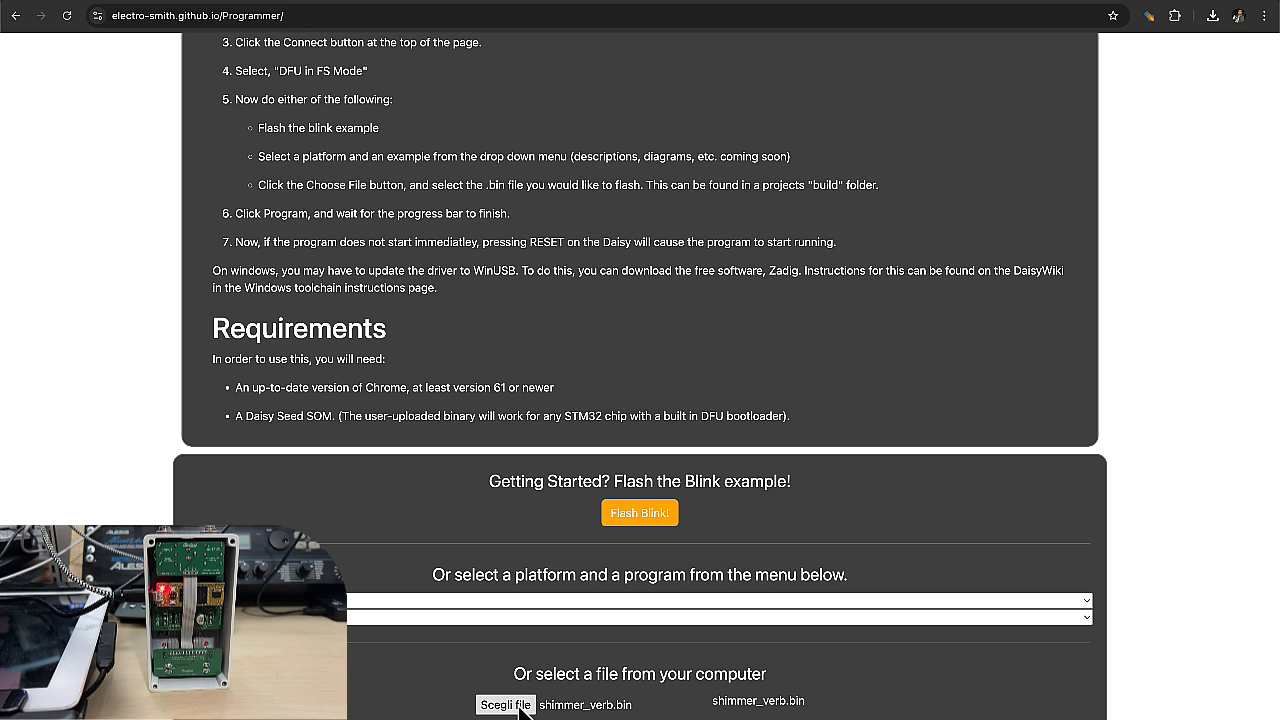 electro-smith.github.io/Programmer/
3. Click the Connect button at the top of the page.
4. Select, "DFU in FS Mode"
5. Now do either of the following:
Flash the blink example
Select a platform and an example from the drop down menu (descriptions, diagrams, etc. coming soon)
Click the Choose File button, and select the .bin file you would like to flash. This can be found in a projects "build" folder.
6. Click Program, and wait for the progress bar to finish.
7. Now, if the program does not start immediatley, pressing RESET on the Daisy will cause the program to start running.
On windows, you may have to update the driver to WinUSB. To do this, you can download the free software, Zadig. Instructions for this can be found on the DaisyWiki
in the Windows toolchain instructions page.
Requirements
In order to use this, you will need:
An up-to-date version of Chrome, at least version 61 or newer
A Daisy Seed SOM. (The user-uploaded binary will work for any STM32 chip with a built in DFU bootloader).
Getting Started? Flash the Blink example!
Flash Blink!
Or select a platform and a program from the menu below.
Or select a file from your computer
Scegli file shimmer_verb.bin
shimmer_verb.bin
ALESIS